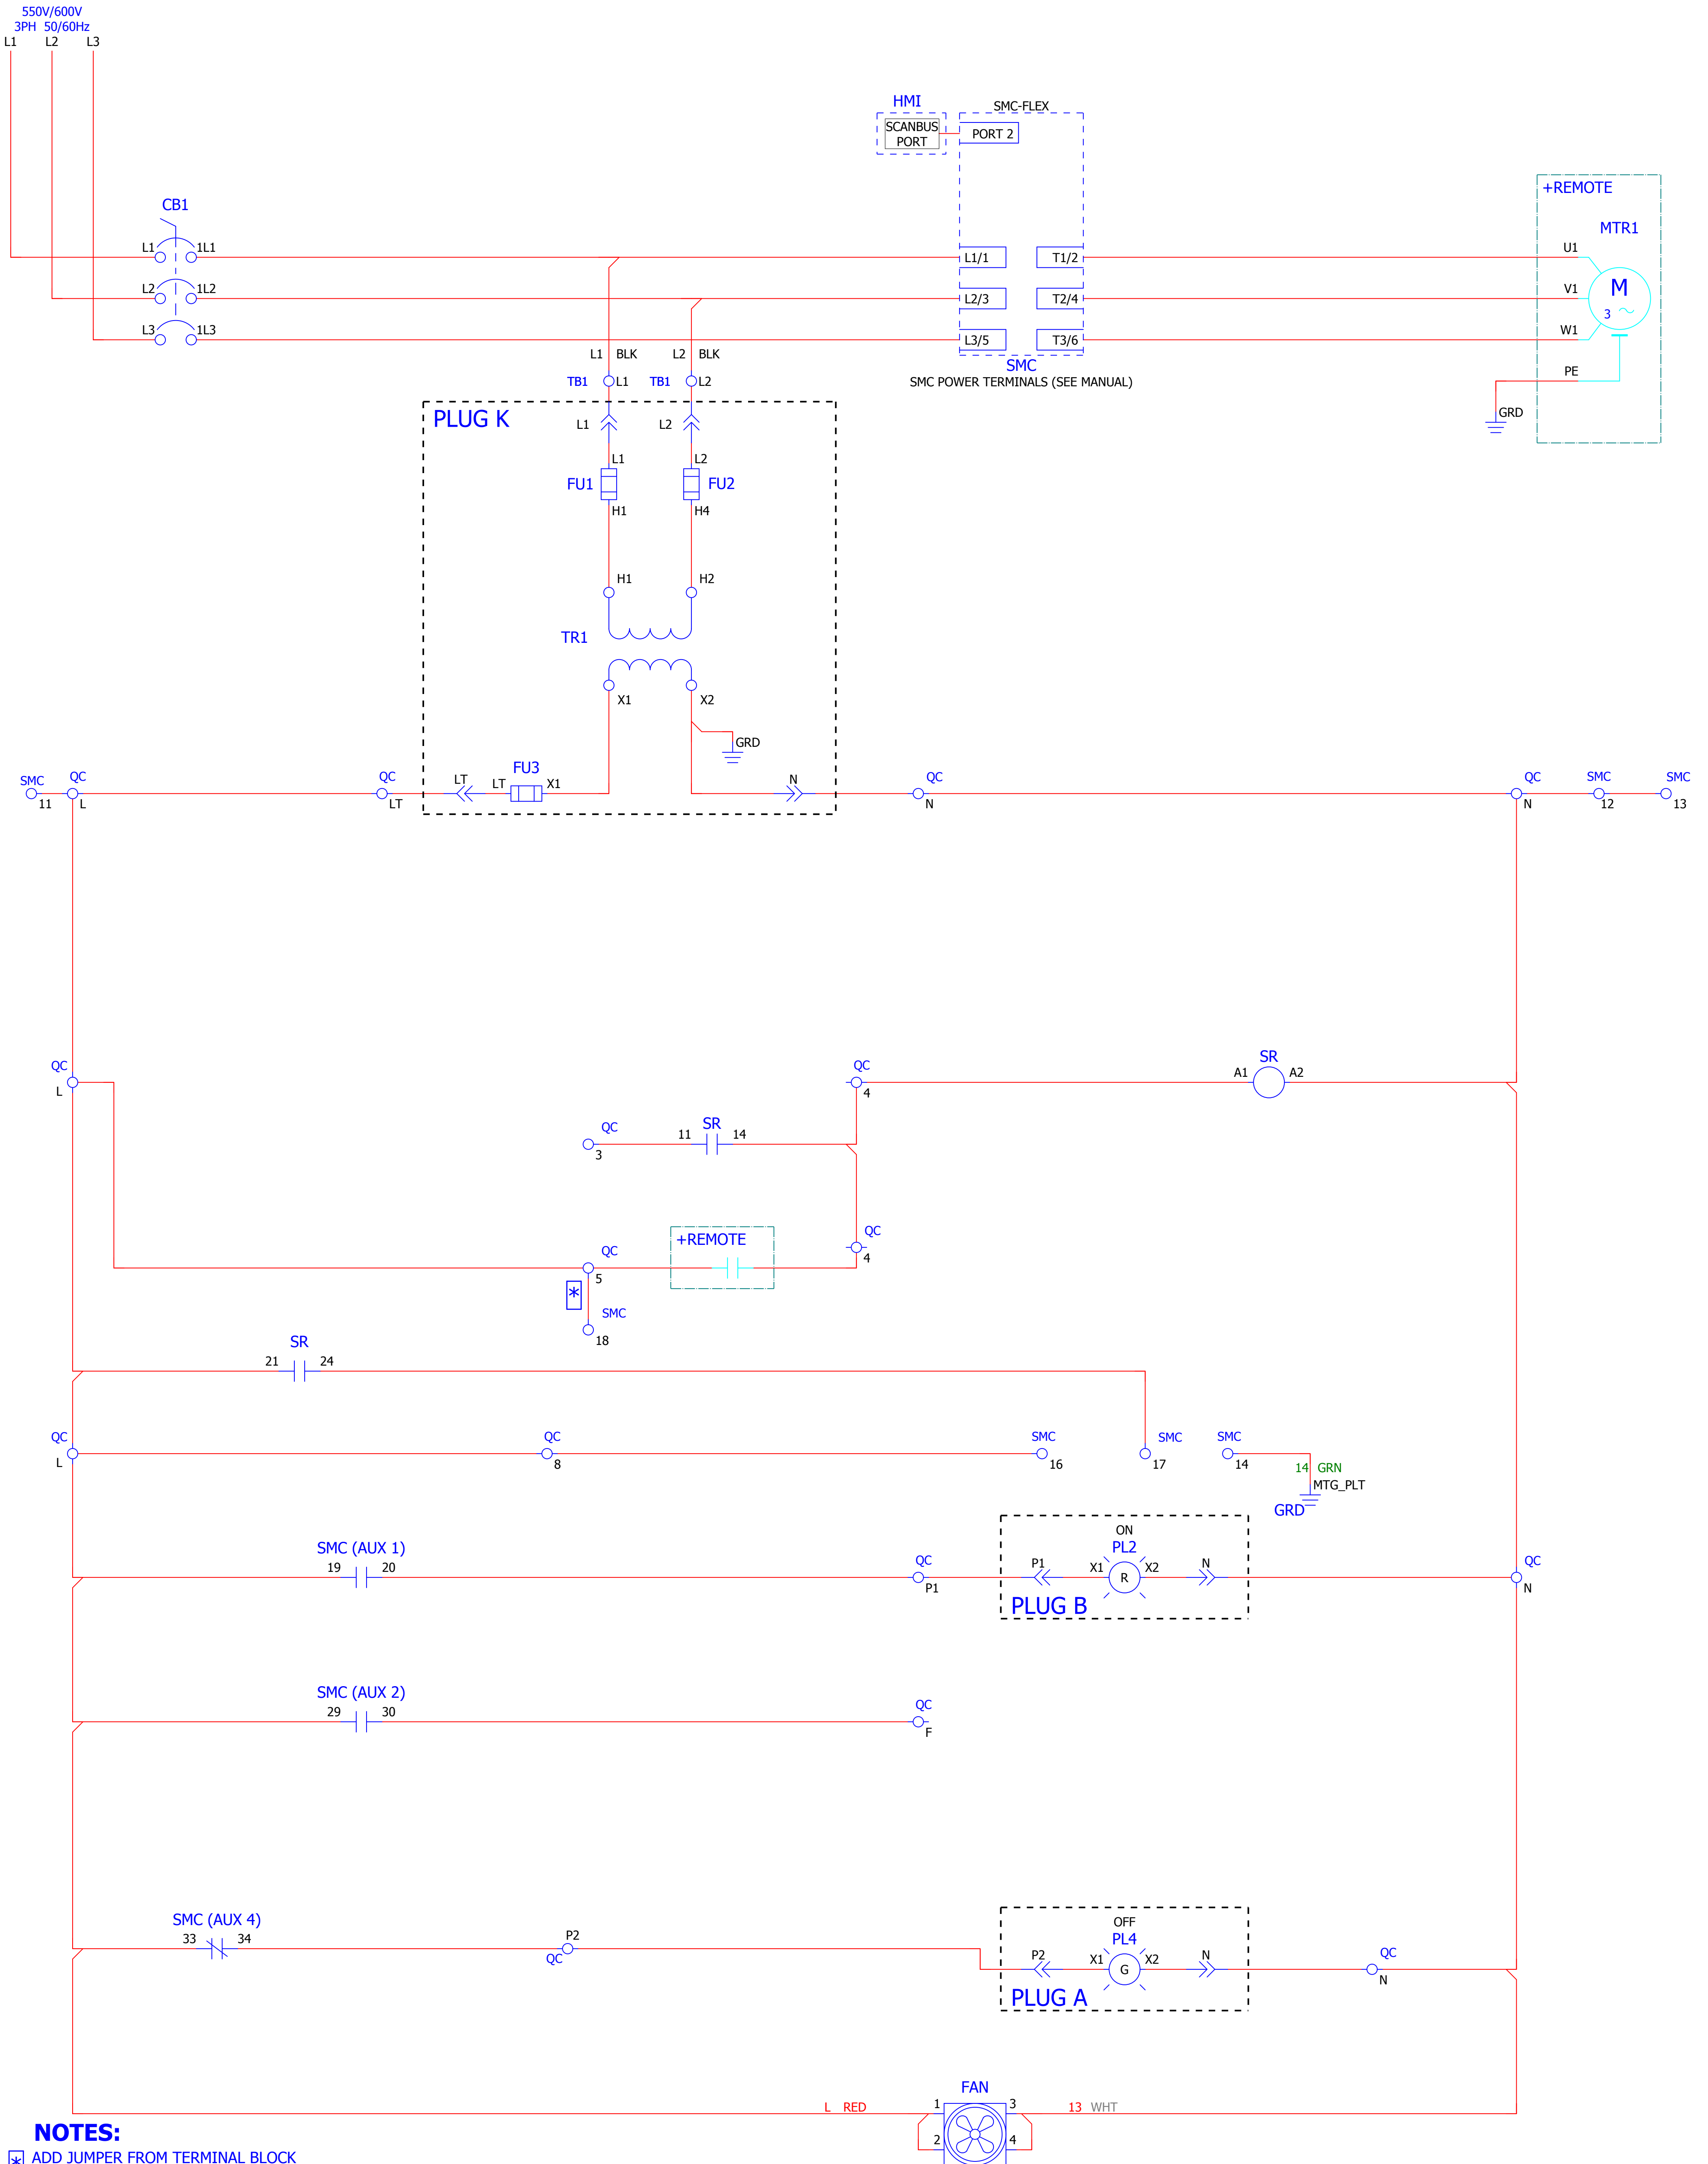 550V/600V
3PH 50/60Hz
L1 L2 L3
HMI
SMC-FLEX
SCANBUS
PORT
PORT 2
+REMOTE
MTR1
CB1
L1 1L1
L1/1 T1/2
U1
L2 1L2
L2/3 T2/4
V1
M
3
L3 1L3
L3/5 T3/6
W1
L1 BLK L2 BLK
SMC
SMC POWER TERMINALS (SEE MANUAL)
PE
GRD
TB1 L1 TB1 L2
PLUG K
L1 L2
L1 L2
FU1 FU2
H1 H4
H1 H2
TR1
X1 X2
GRD
SMC
11
QC
L
QC
LT
LT
LT
FU3
X1
N
QC
N
QC
N
SMC
12
SMC
13
QC
L
QC
4
SR
A1 A2
QC
3
SR
11 14
QC
4
QC
5
+REMOTE
*
SMC
18
SR
21 24
QC
L
QC
8
SMC
16
SMC
17
SMC
14
14 GRN
MTG_PLT
GRD
SMC (AUX 1)
19 20
QC
P1
ON
PL2
P1 X1 R X2 N
PLUG B
QC
N
SMC (AUX 2)
29 30
QC
F
SMC (AUX 4)
33 34
P2
QC
OFF
PL4
P2 X1 G X2 N
PLUG A
QC
N
FAN
L RED 1 3 13 WHT
2 4
NOTES:
* ADD JUMPER FROM TERMINAL BLOCK